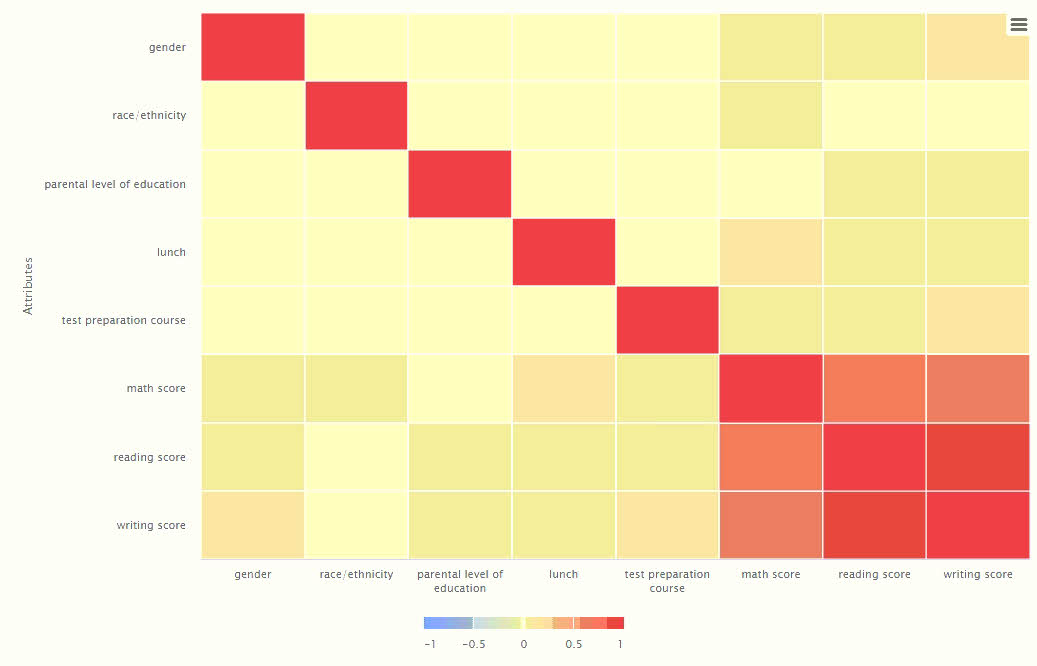 gender
race/ethnicity
parental level of education
lunch
test preparation course
math score
reading score
writing score
Attributes
gender
race/ethnicity
parental level of
education
lunch
test preparation
course
math score
reading score
writing score
-1
-0.5
0
0.5
1